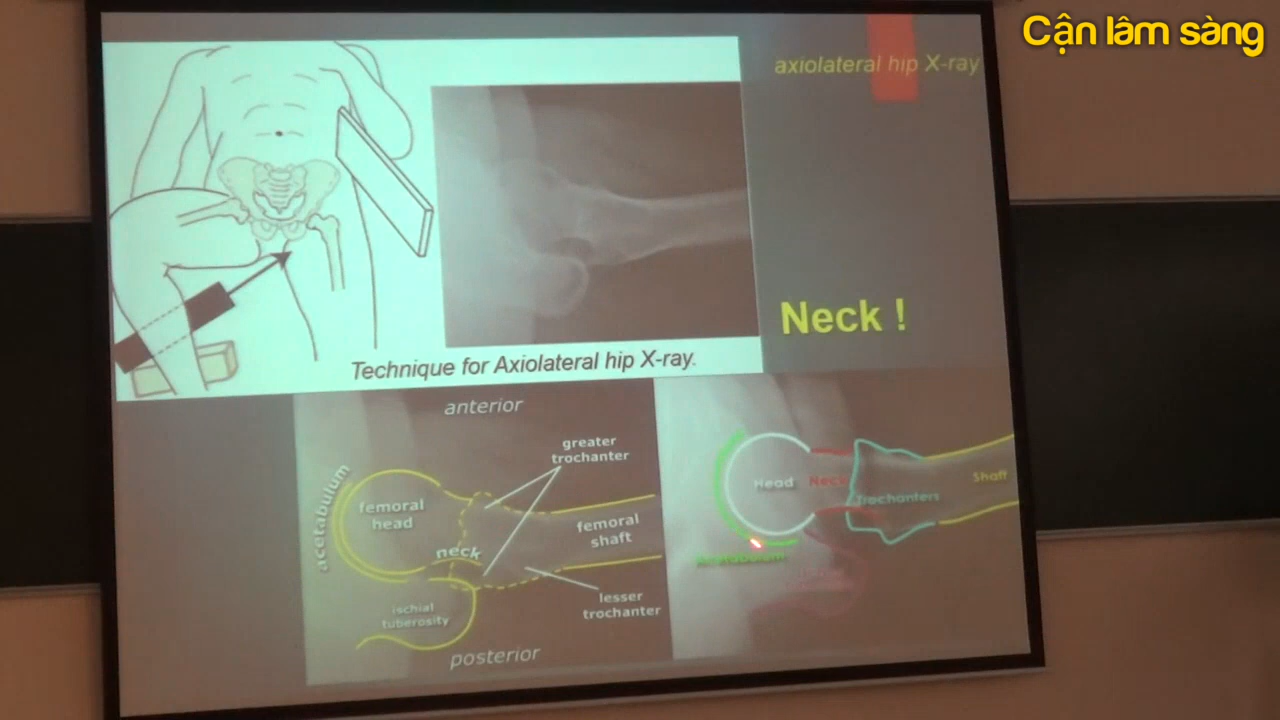 Cận lâm sàng
axiolateral hip X-ray
Neck !
Technique for Axiolateral hip X-ray.
anterior
greater
trochanter
acetabulum
femoral
head
neck
femoral
shaft
lesser
trochanter
ischial
tuberosity
posterior
Head
Neck
Trochanters
Shaft
Acetabulum